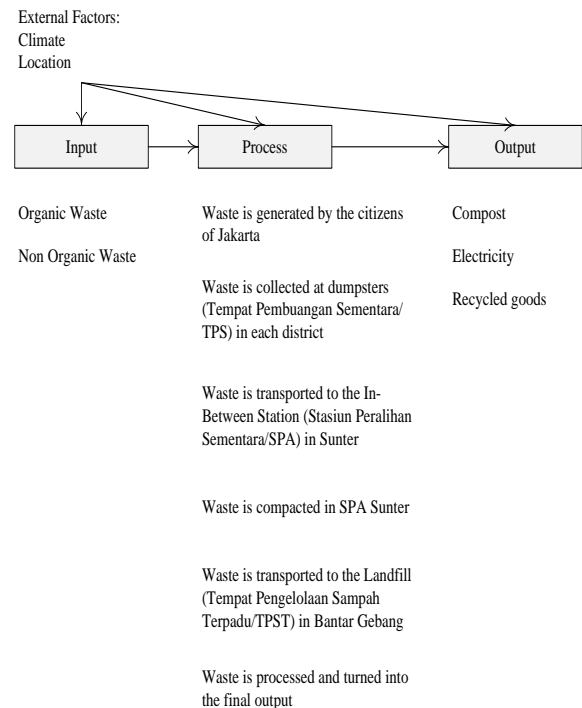 External Factors:
Climate
Location
Input
Process
Output
Organic Waste
Non Organic Waste
Waste is generated by the citizens
of Jakarta
Waste is collected at dumpsters
(Tempat Pembuangan Sementara/
TPS) in each district
Waste is transported to the In-
Between Station (Stasiun Peralihan
Sementara/SPA) in Sunter
Waste is compacted in SPA Sunter
Waste is transported to the Landfill
(Tempat Pengelolaan Sampah
Terpadu/TPST) in Bantar Gebang
Waste is processed and turned into
the final output
Compost
Electricity
Recycled goods